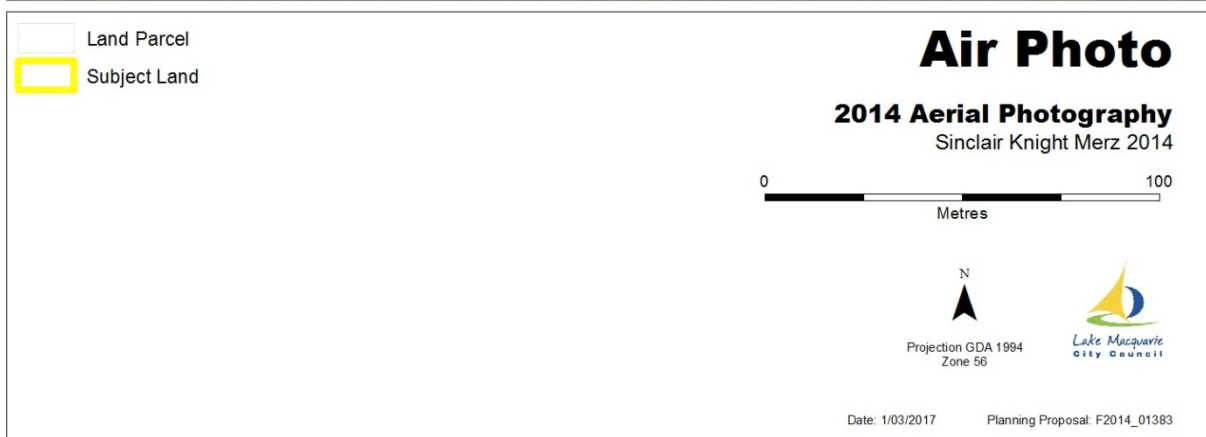 Land Parcel
Subject Land
Air Photo
2014 Aerial Photography
Sinclair Knight Merz 2014
0 100
Metres
N
Projection GDA 1994
Zone 56
Lake Macquarie
City Council
Date: 1/03/2017 Planning Proposal: F2014_01383